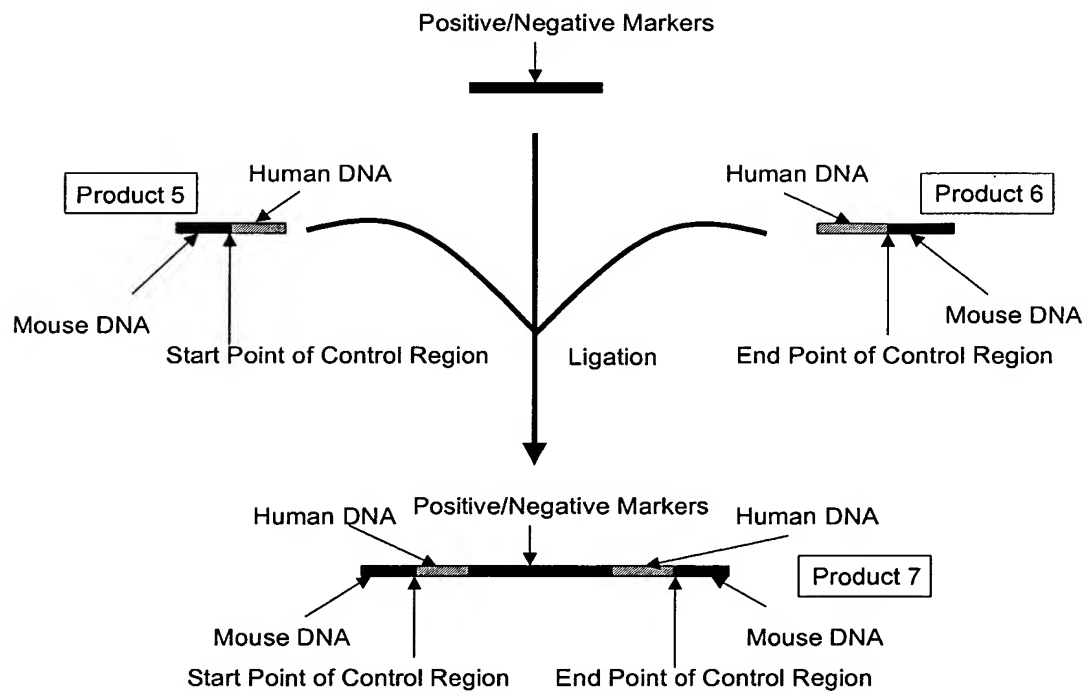 Positive/Negative Markers
Human DNA
Human DNA
Product 5
Product 6
Mouse DNA
Mouse DNA
Start Point of Control Region
Ligation
End Point of Control Region
Positive/Negative Markers
Human DNA
Human DNA
Product 7
Mouse DNA
Mouse DNA
Start Point of Control Region
End Point of Control Region